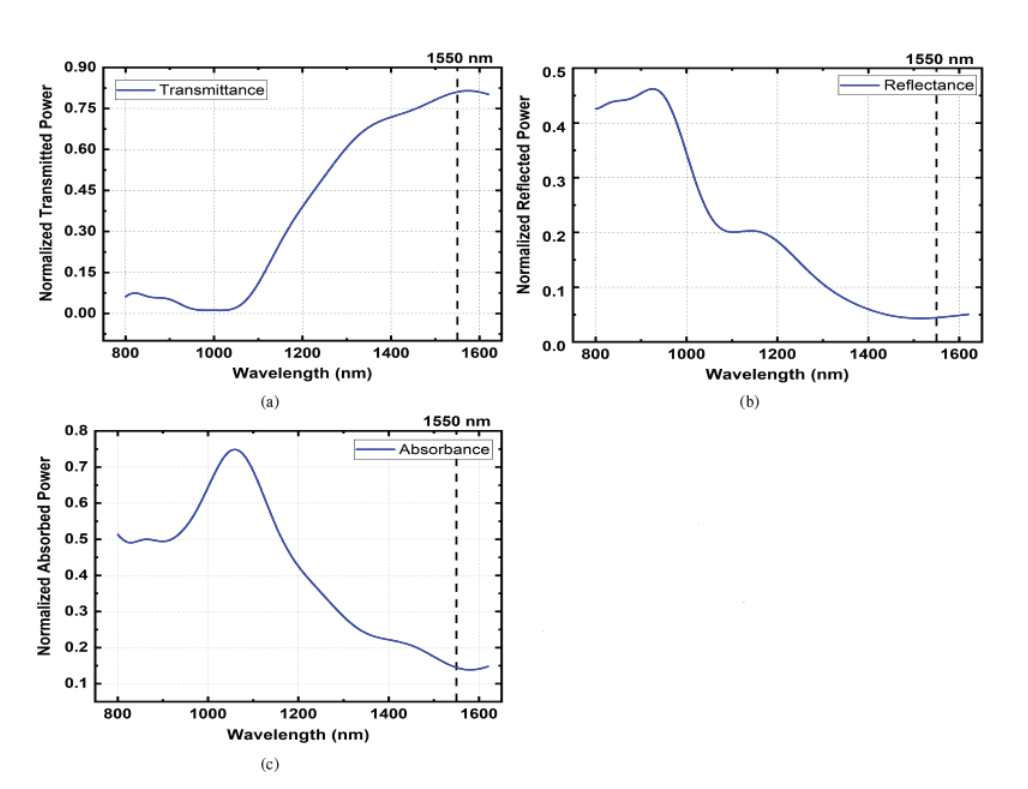 1550 nm
Transmittance
Normalized Transmitted Power
0.90
0.75
0.60
0.45
0.30
0.15
0.00
800 1000 1200 1400 1600
Wavelength (nm)
(a)
1550 nm
Reflectance
Normalized Reflected Power
0.5
0.4
0.3
0.2
0.1
0.0
800 1000 1200 1400 1600
Wavelength (nm)
(b)
1550 nm
Absorbance
Normalized Absorbed Power
0.8
0.7
0.6
0.5
0.4
0.3
0.2
0.1
800 1000 1200 1400 1600
Wavelength (nm)
(c)